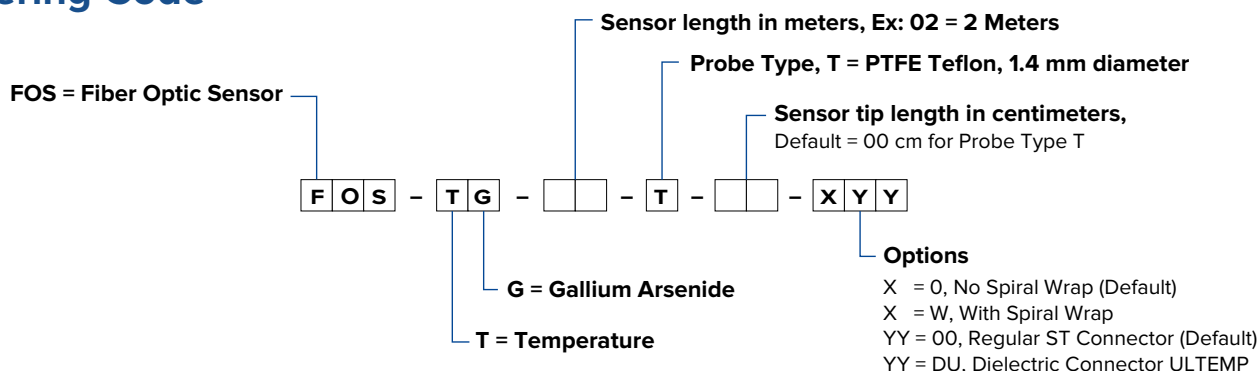 Sensor length in meters, Ex: 02 = 2 Meters
Probe Type, T = PTFE Teflon, 1.4 mm diameter
FOS = Fiber Optic Sensor
Sensor tip length in centimeters,
Default = 00 cm for Probe Type T
F O S – T G – – T – – X Y Y
Options
G = Gallium Arsenide
X = 0, No Spiral Wrap (Default)
X = W, With Spiral Wrap
T = Temperature
YY = 00, Regular ST Connector (Default)
YY = DU, Dielectric Connector ULTEMP